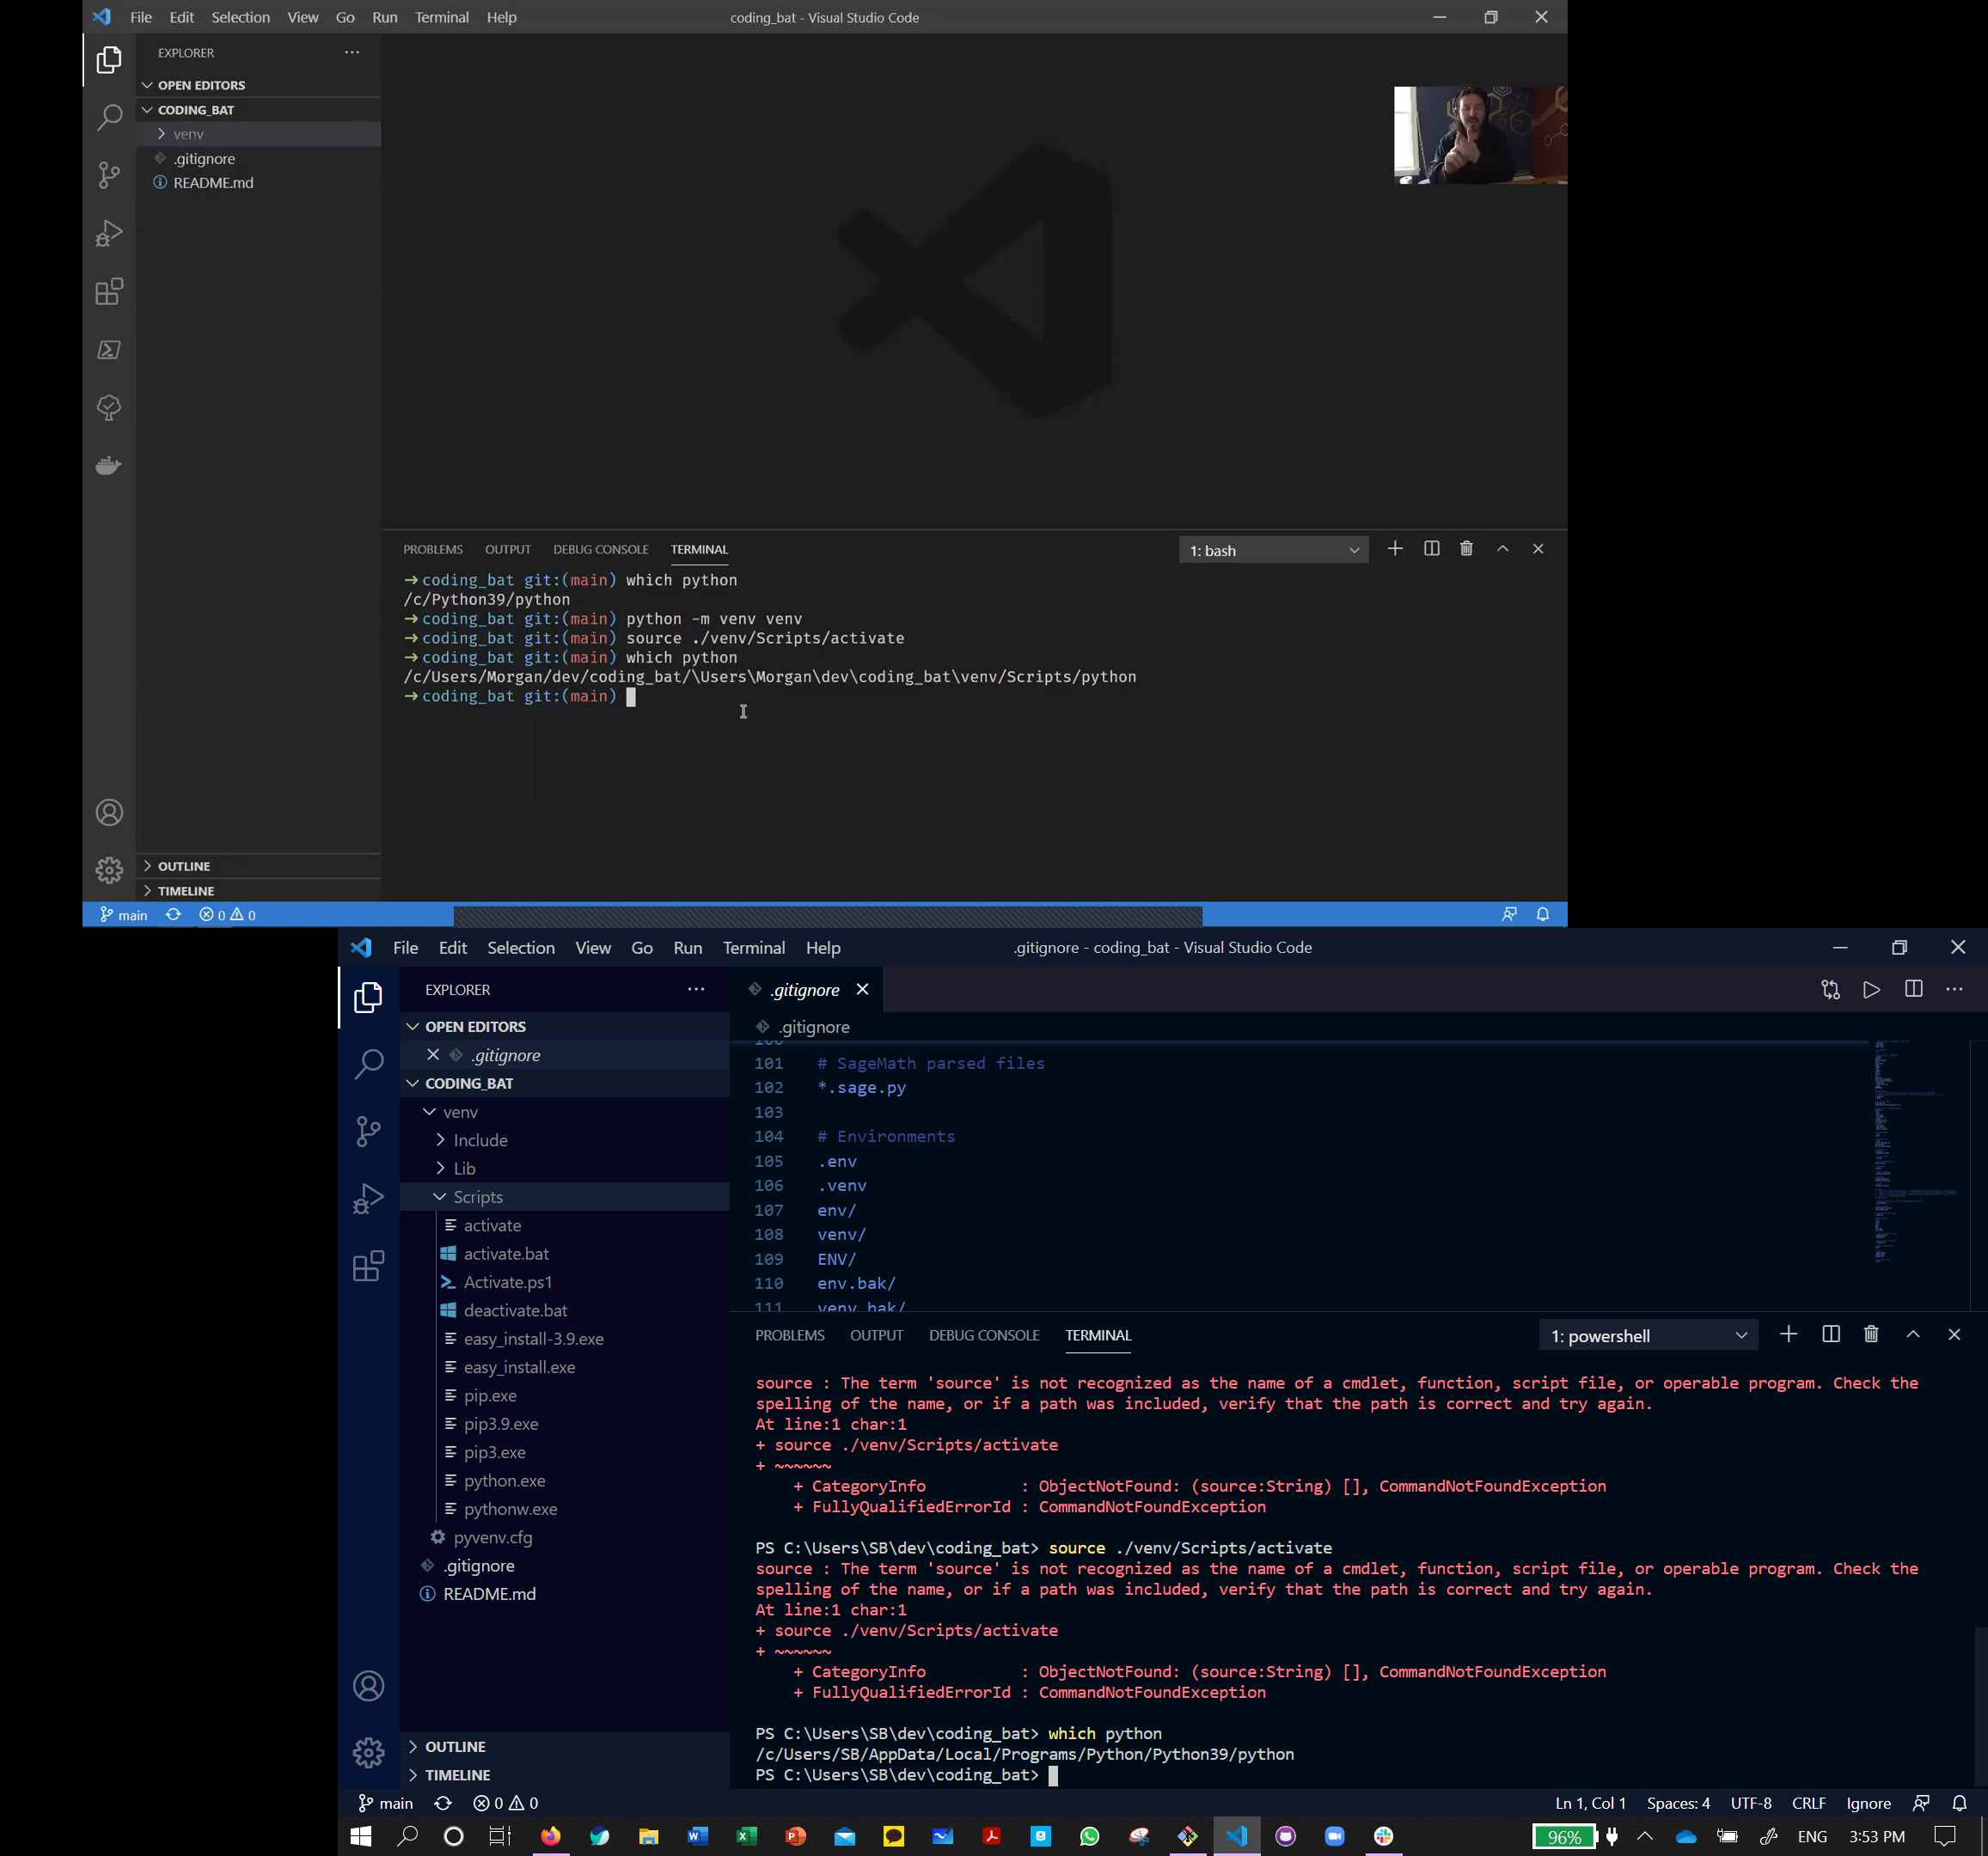 File Edit Selection View Go Run Terminal Help coding_bat - Visual Studio Code
EXPLORER ···
OPEN EDITORS
CODING_BAT
venv
.gitignore
README.md
PROBLEMS OUTPUT DEBUG CONSOLE TERMINAL 1: bash
→ coding_bat git:(main) which python
/c/Python39/python
→ coding_bat git:(main) python -m venv venv
→ coding_bat git:(main) source ./venv/Scripts/activate
→ coding_bat git:(main) which python
/c/Users/Morgan/dev/coding_bat/\Users\Morgan\dev\coding_bat\venv/Scripts/python
→ coding_bat git:(main)
OUTLINE
TIMELINE
main 0 0
File Edit Selection View Go Run Terminal Help .gitignore - coding_bat - Visual Studio Code
EXPLORER ···
OPEN EDITORS
.gitignore
CODING_BAT
venv
Include
Lib
Scripts
activate
activate.bat
Activate.ps1
deactivate.bat
easy_install-3.9.exe
easy_install.exe
pip.exe
pip3.9.exe
pip3.exe
python.exe
pythonw.exe
pyvenv.cfg
.gitignore
README.md
OUTLINE
TIMELINE
.gitignore
.gitignore
100
101 # SageMath parsed files
102 *.sage.py
103
104 # Environments
105 .env
106 .venv
107 env/
108 venv/
109 ENV/
110 env.bak/
111 venv.bak/
PROBLEMS OUTPUT DEBUG CONSOLE TERMINAL 1: powershell
source : The term 'source' is not recognized as the name of a cmdlet, function, script file, or operable program. Check the
spelling of the name, or if a path was included, verify that the path is correct and try again.
At line:1 char:1
+ source ./venv/Scripts/activate
+ ~~~~~~
+ CategoryInfo : ObjectNotFound: (source:String) [], CommandNotFoundException
+ FullyQualifiedErrorId : CommandNotFoundException
PS C:\Users\SB\dev\coding_bat> source ./venv/Scripts/activate
source : The term 'source' is not recognized as the name of a cmdlet, function, script file, or operable program. Check the
spelling of the name, or if a path was included, verify that the path is correct and try again.
At line:1 char:1
+ source ./venv/Scripts/activate
+ ~~~~~~
+ CategoryInfo : ObjectNotFound: (source:String) [], CommandNotFoundException
+ FullyQualifiedErrorId : CommandNotFoundException
PS C:\Users\SB\dev\coding_bat> which python
/c/Users/SB/AppData/Local/Programs/Python/Python39/python
PS C:\Users\SB\dev\coding_bat>
main 0 0 Ln 1, Col 1 Spaces: 4 UTF-8 CRLF Ignore
96% ENG 3:53 PM